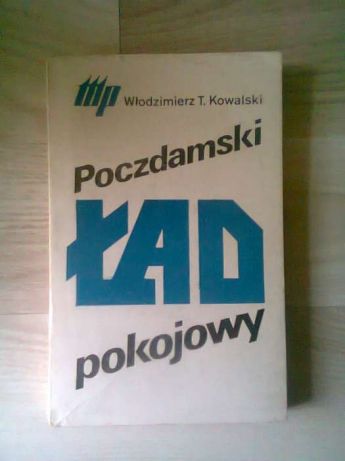 Włodzimierz T. Kowalski
Poczdamski
ŁAD
pokojowy